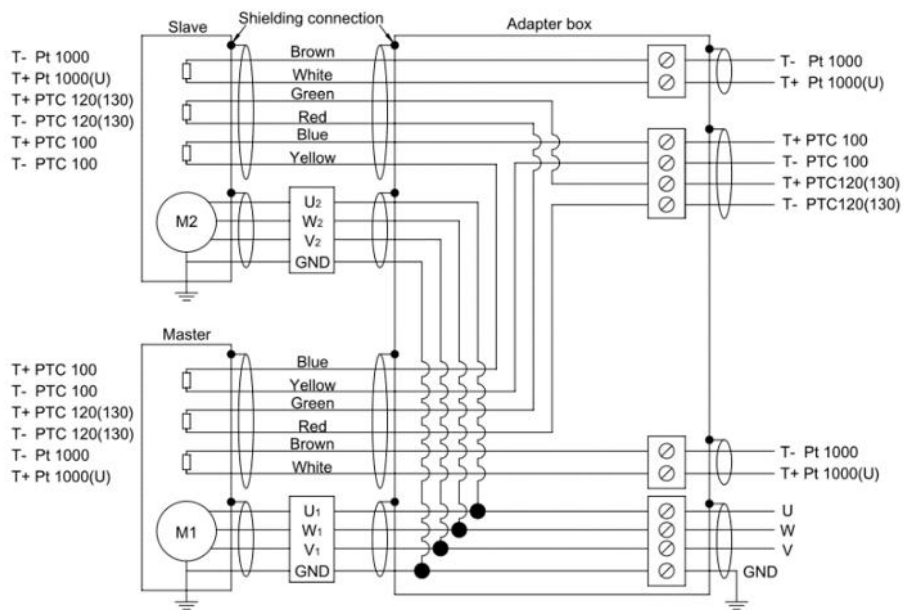 Shielding connection
Slave
Adapter box
T- Pt 1000
T+ Pt 1000(U)
T+ PTC 120(130)
T- PTC 120(130)
T+ PTC 100
T- PTC 100
Brown
White
Green
Red
Blue
Yellow
T- Pt 1000
T+ Pt 1000(U)
T+ PTC 100
T- PTC 100
T+ PTC120(130)
T- PTC120(130)
M2
U2
W2
V2
GND
Master
T+ PTC 100
T- PTC 100
T+ PTC 120(130)
T- PTC 120(130)
T- Pt 1000
T+ Pt 1000(U)
Blue
Yellow
Green
Red
Brown
White
T- Pt 1000
T+ Pt 1000(U)
M1
U1
W1
V1
GND
U
W
V
GND